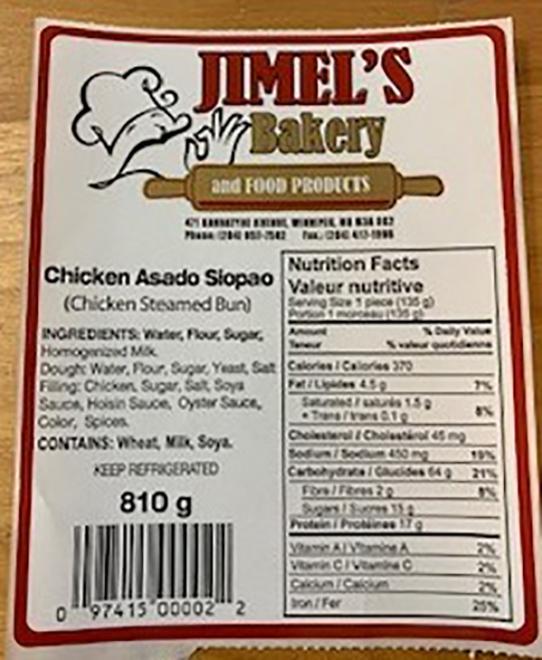 JIMEL'S
Bakery
and FOOD PRODUCTS
Chicken Asado Siopao
(Chicken Steamed Bun)
INGREDIENTS: Water, Flour, Sugar,
Homogenized Milk.
Dough: Water, Flour, Sugar, Yeast, Salt
Filling: Chicken, Sugar, Salt, Soya
Sauce, Hoisin Sauce, Oyster Sauce,
Color, Spices.
CONTAINS: Wheat, Milk, Soya.
KEEP REFRIGERATED
810 g
0 97415 00002 2
Nutrition Facts
Valeur nutritive
Serving Size 1 piece (135 g)
Portion 1 morceau (135 g)
Amount % Daily Value
Teneur % valeur quotidienne
Calories / Calories 370
Fat / Lipides 4.5 g 7%
Saturated / saturés 1.5 g
+ Trans / trans 0.1 g 8%
Cholesterol / Cholestérol 45 mg
Sodium / Sodium 450 mg 19%
Carbohydrate / Glucides 64 g 21%
Fibre / Fibres 2 g 8%
Sugars / Sucres 15 g
Protein / Protéines 17 g
Vitamin A / Vitamine A 2%
Vitamin C / Vitamine C 2%
Calcium / Calcium 2%
Iron / Fer 25%